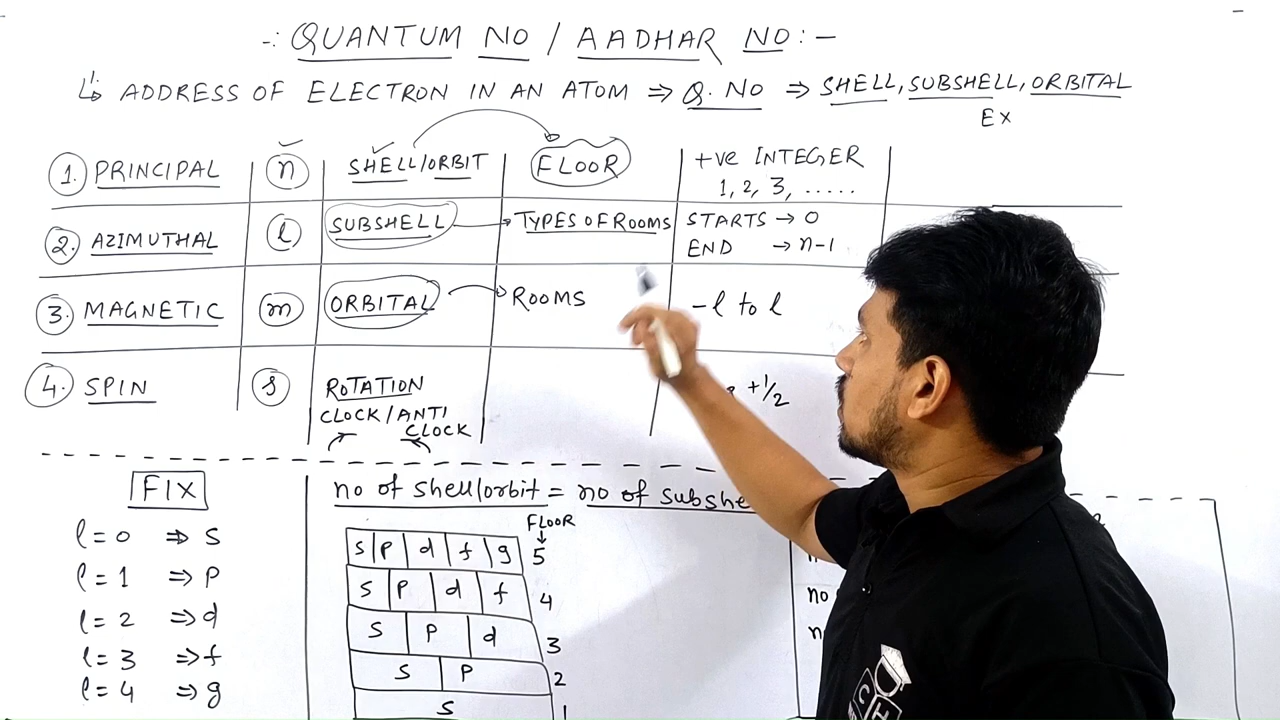 -: QUANTUM NO / AADHAR NO :-
↳ ADDRESS OF ELECTRON IN AN ATOM ⇒ Q. NO ⇒ SHELL, SUBSHELL, ORBITAL
EX
1. PRINCIPAL n SHELL/ORBIT FLOOR +ve INTEGER
1, 2, 3, .....
2. AZIMUTHAL l SUBSHELL → TYPES OF ROOMS STARTS → 0
END → n-1
3. MAGNETIC m ORBITAL → ROOMS -l to l
4. SPIN s ROTATION +1/2
CLOCK/ANTI
CLOCK
FIX
l=0 ⇒ s
l=1 ⇒ p
l=2 ⇒ d
l=3 ⇒ f
l=4 ⇒ g
no of shell/orbit = no of
FLOOR
↓
s p d f g 5
s p d f 4
s p d 3
s p 2
s 1
no